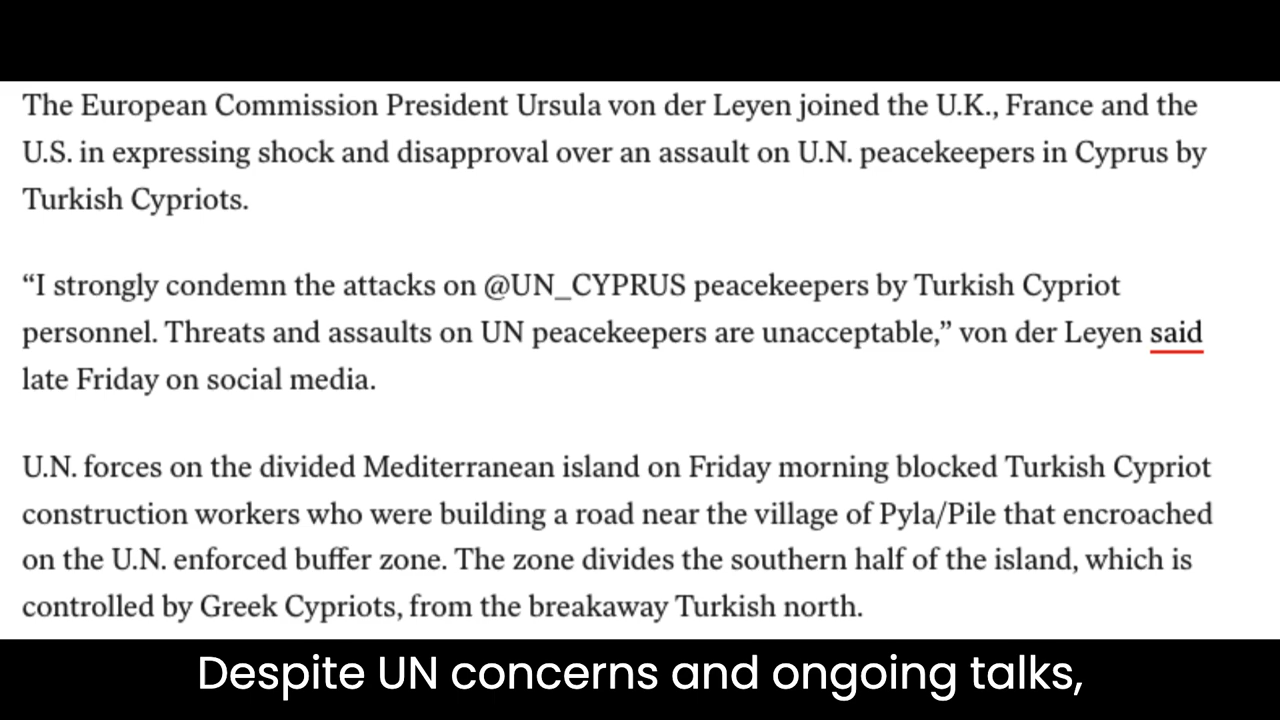 The European Commission President Ursula von der Leyen joined the U.K., France and the
U.S. in expressing shock and disapproval over an assault on U.N. peacekeepers in Cyprus by
Turkish Cypriots.
“I strongly condemn the attacks on @UN_CYPRUS peacekeepers by Turkish Cypriot
personnel. Threats and assaults on UN peacekeepers are unacceptable,” von der Leyen said
late Friday on social media.
U.N. forces on the divided Mediterranean island on Friday morning blocked Turkish Cypriot
construction workers who were building a road near the village of Pyla/Pile that encroached
on the U.N. enforced buffer zone. The zone divides the southern half of the island, which is
controlled by Greek Cypriots, from the breakaway Turkish north.
Despite UN concerns and ongoing talks,